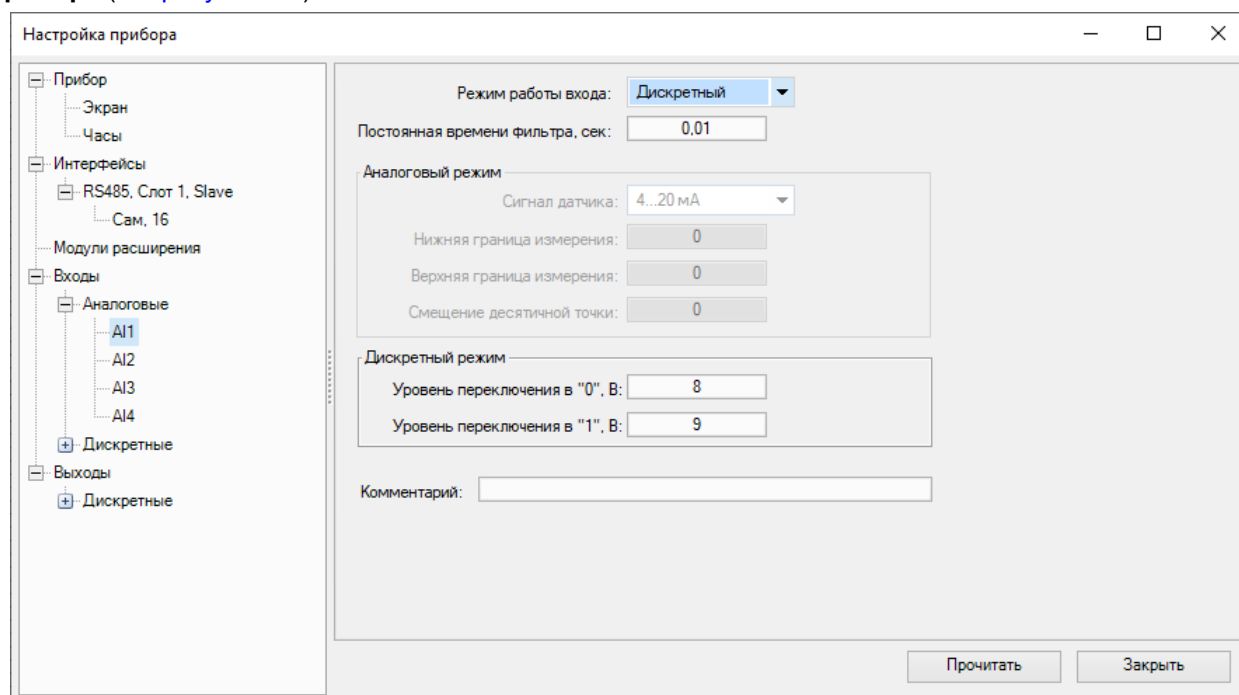 Настройка прибора
Прибор
Экран
Часы
Интерфейсы
RS485, Слот 1, Slave
Сам, 16
Модули расширения
Входы
Аналоговые
AI1
AI2
AI3
AI4
Дискретные
Выходы
Дискретные
Режим работы входа: Дискретный
Постоянная времени фильтра, сек: 0,01
Аналоговый режим
Сигнал датчика: 4...20 мА
Нижняя граница измерения: 0
Верхняя граница измерения: 0
Смещение десятичной точки: 0
Дискретный режим
Уровень переключения в "0", В: 8
Уровень переключения в "1", В: 9
Комментарий:
Прочитать Закрыть